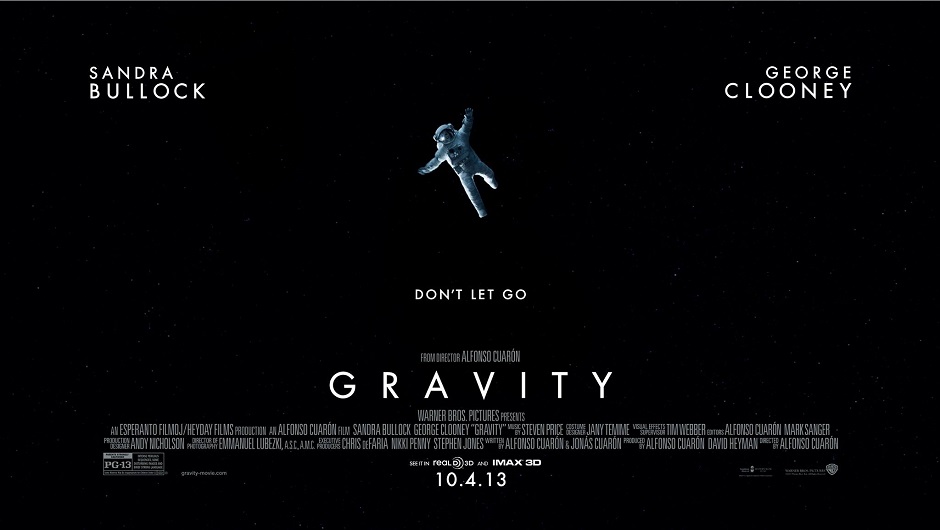 SANDRA
BULLOCK
GEORGE
CLOONEY
DON'T LET GO
FROM DIRECTOR ALFONSO CUARÓN
GRAVITY
WARNER BROS. PICTURES PRESENTS
AN ESPERANTO FILMOJ/HEYDAY FILMS PRODUCTION AN ALFONSO CUARÓN FILM SANDRA BULLOCK GEORGE CLOONEY "GRAVITY" MUSIC BY STEVEN PRICE COSTUME DESIGNER JANY TEMIME VISUAL EFFECTS SUPERVISOR TIM WEBBER EDITORS ALFONSO CUARÓN MARK SANGER
PRODUCTION DESIGNER ANDY NICHOLSON DIRECTOR OF PHOTOGRAPHY EMMANUEL LUBEZKI, A.S.C, A.M.C. EXECUTIVE PRODUCERS CHRIS DeFARIA NIKKI PENNY STEPHEN JONES WRITTEN BY ALFONSO CUARÓN & JONÁS CUARÓN PRODUCED BY ALFONSO CUARÓN DAVID HEYMAN DIRECTED BY ALFONSO CUARÓN
PG-13
gravity-movie.com
SEE IT IN REAL D 3D AND IMAX 3D
10.4.13